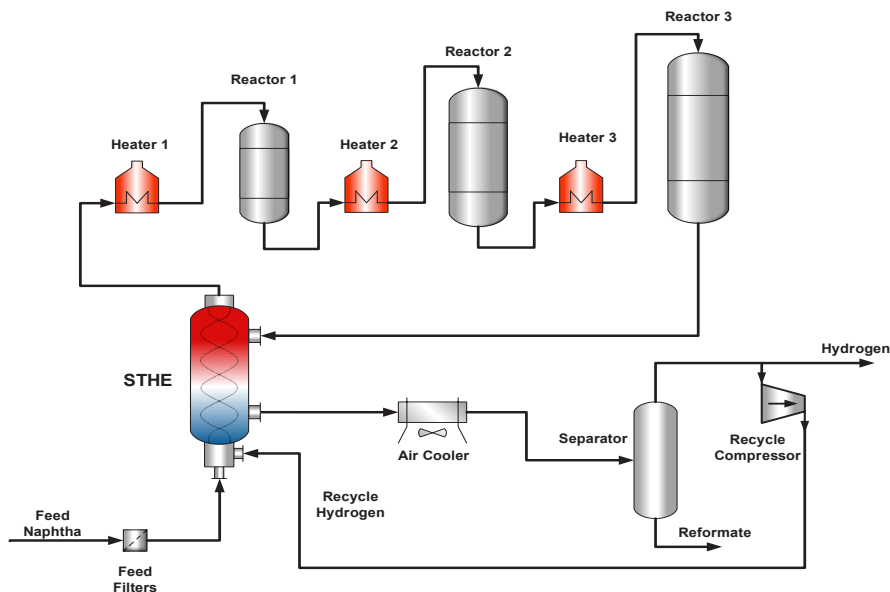 Reactor 3
Reactor 2
Reactor 1
Heater 1
Heater 2
Heater 3
STHE
Hydrogen
Separator
Air Cooler
Recycle
Compressor
Recycle
Hydrogen
Feed
Naphtha
Reformate
Feed
Filters